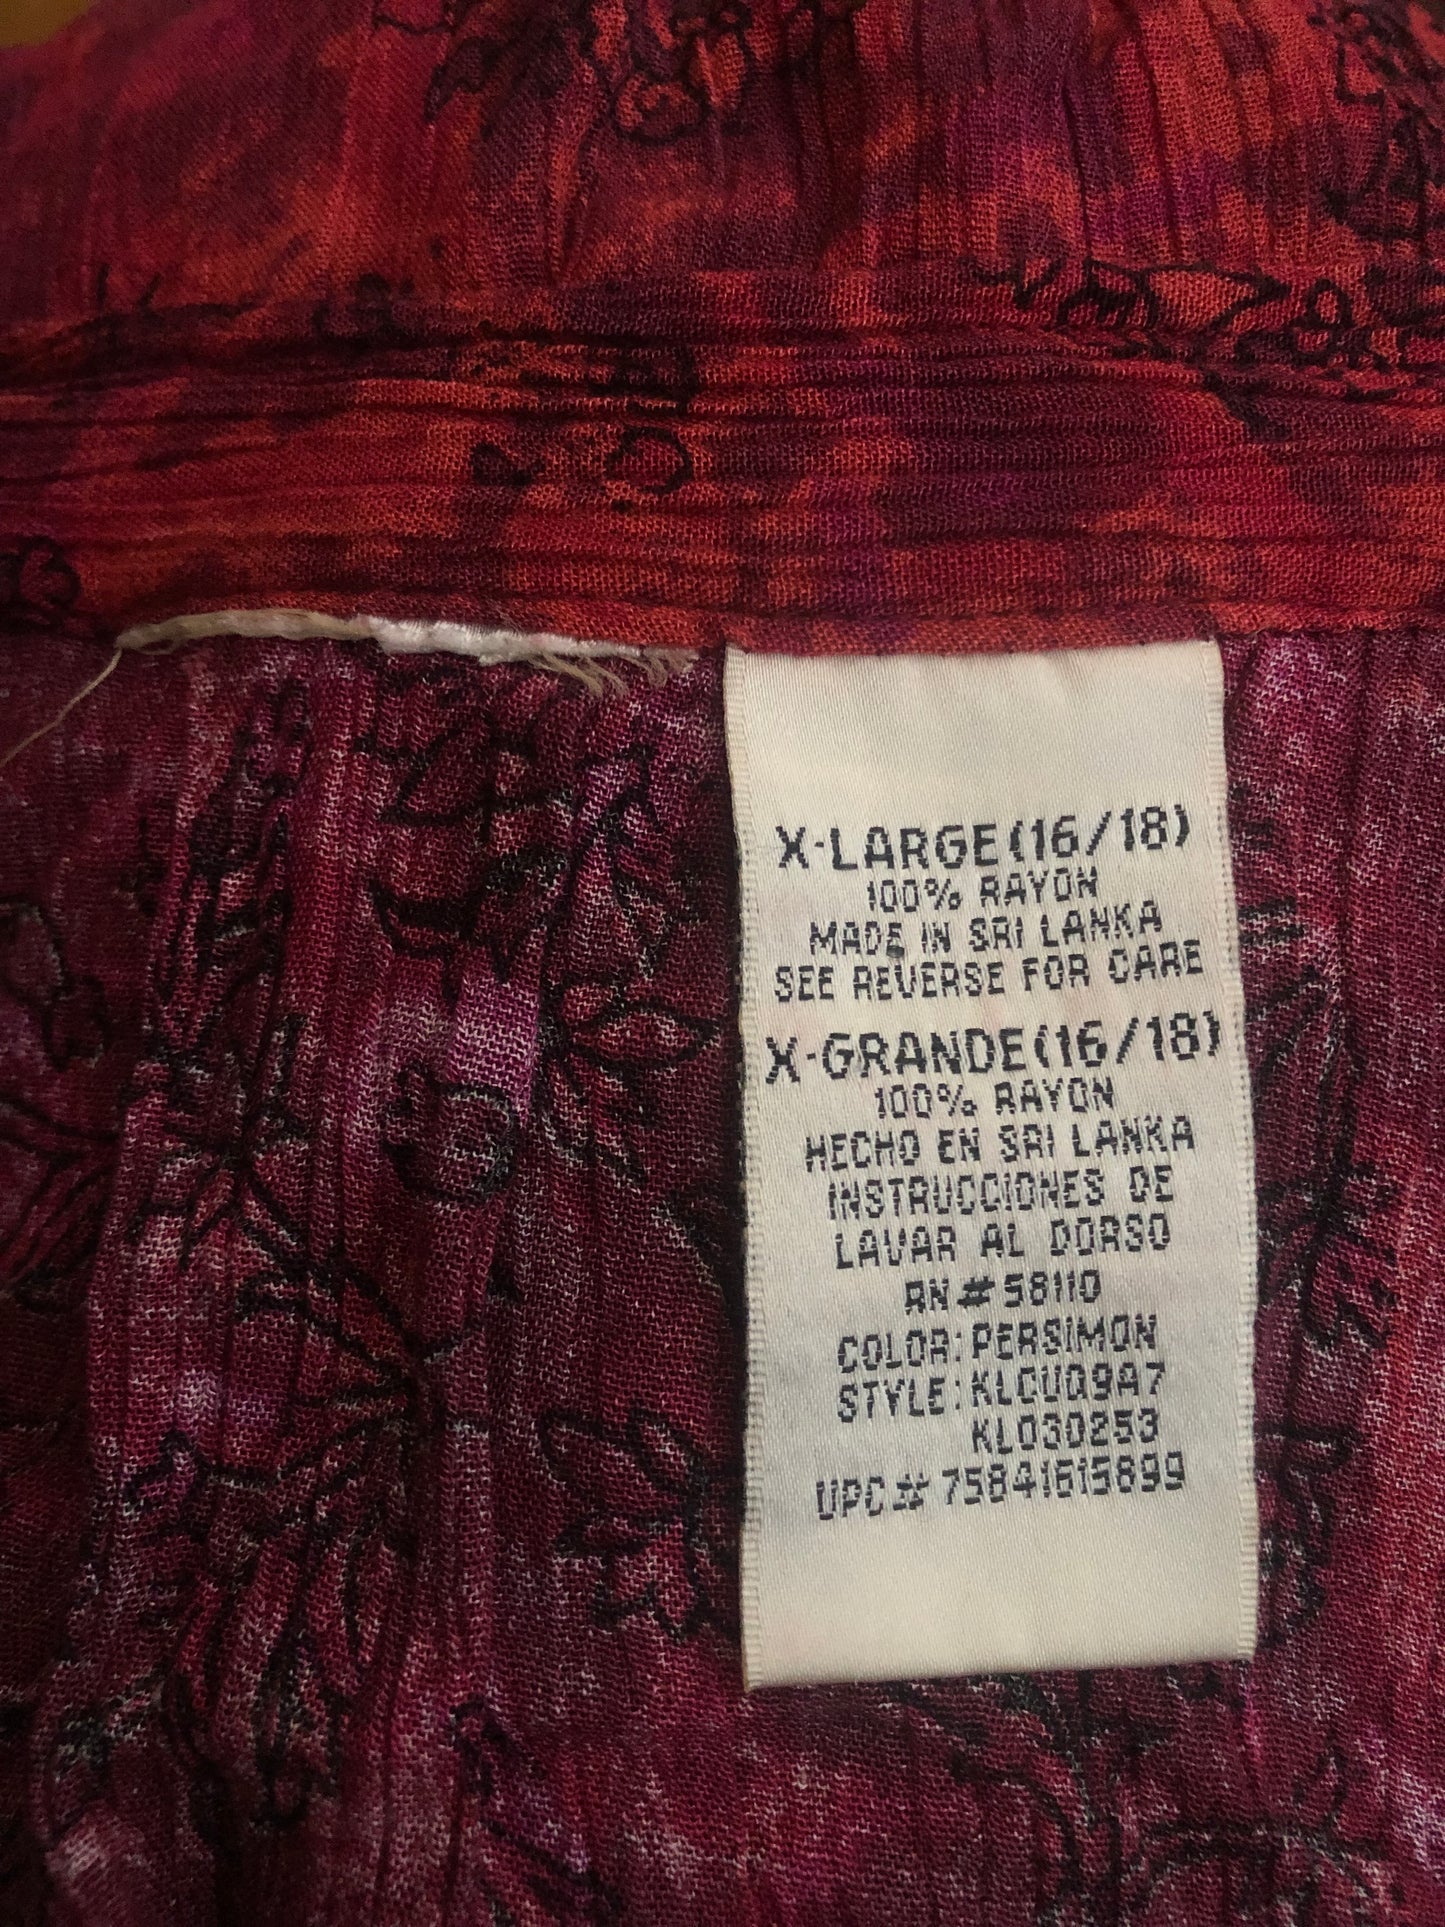 X-LARGE(16/18)
100% RAYON
MADE IN SRI LANKA
SEE REVERSE FOR CARE
X-GRANDE(16/18)
100% RAYON
HECHO EN SRI LANKA
INSTRUCCIONES DE
LAVAR AL DORSO
RN#58110
COLOR: PERSIMON
STYLE: KLCUQ9A7
KL030253
UPC# 75841615899